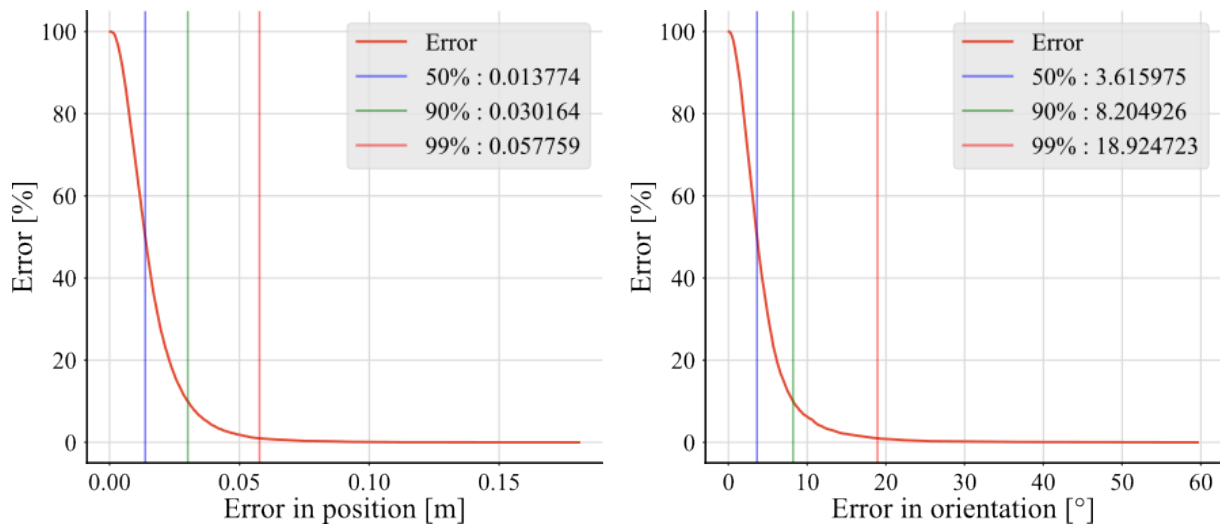 100
80
60
40
20
0
Error [%]
0.00
0.05
0.10
0.15
Error in position [m]
Error
50% : 0.013774
90% : 0.030164
99% : 0.057759
100
80
60
40
20
0
Error [%]
0
10
20
30
40
50
60
Error in orientation [°]
Error
50% : 3.615975
90% : 8.204926
99% : 18.924723